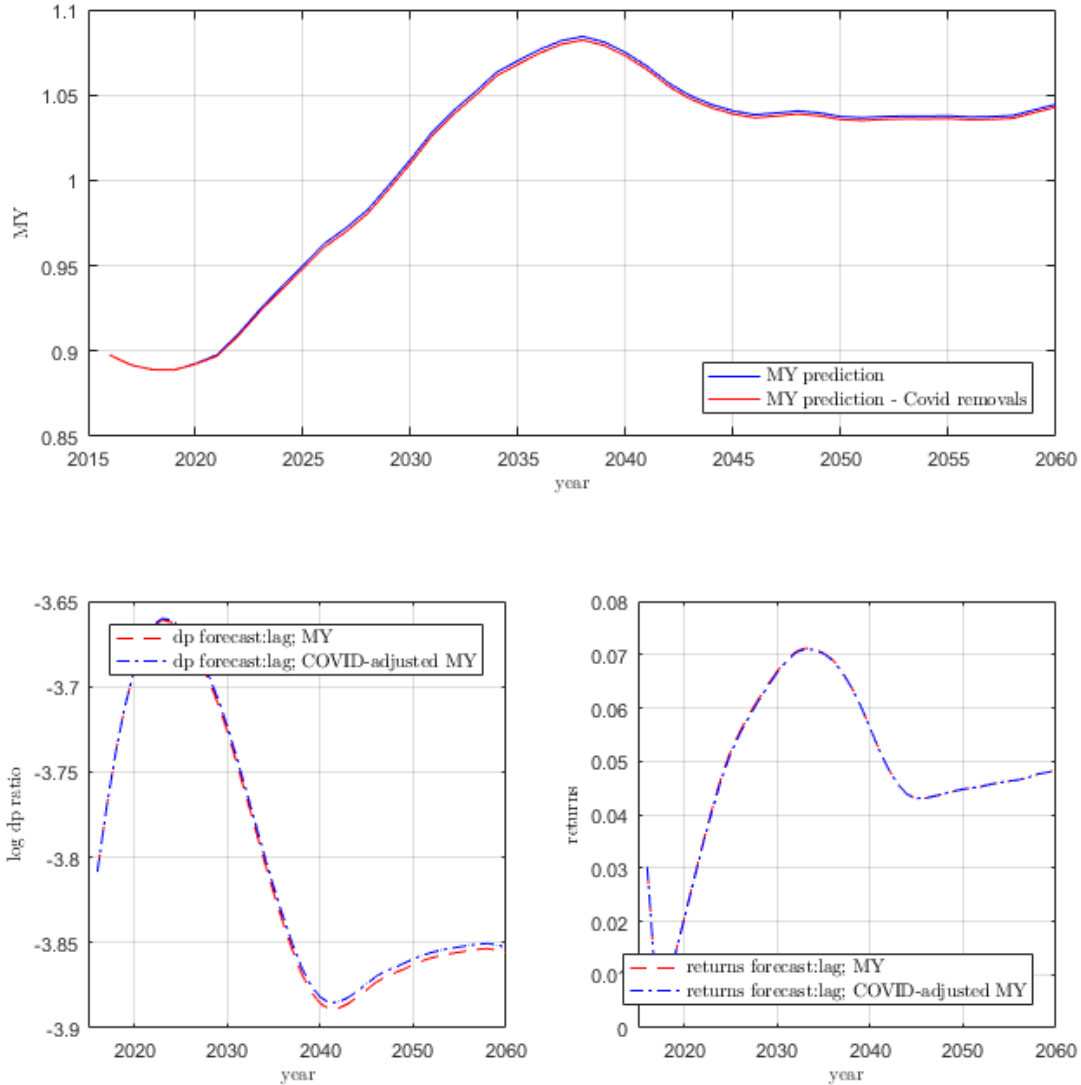 1.1
1.05
1
0.95
0.9
0.85
MY
MY prediction
MY prediction - Covid removals
2015 2020 2025 2030 2035 2040 2045 2050 2055 2060
year
-3.65
-3.7
-3.75
-3.8
-3.85
-3.9
log dp ratio
dp forecast:lag; MY
dp forecast:lag; COVID-adjusted MY
2020 2030 2040 2050 2060
year
0.08
0.07
0.06
0.05
0.04
0.03
0.02
0.01
0
returns
returns forecast:lag; MY
returns forecast:lag; COVID-adjusted MY
2020 2030 2040 2050 2060
year